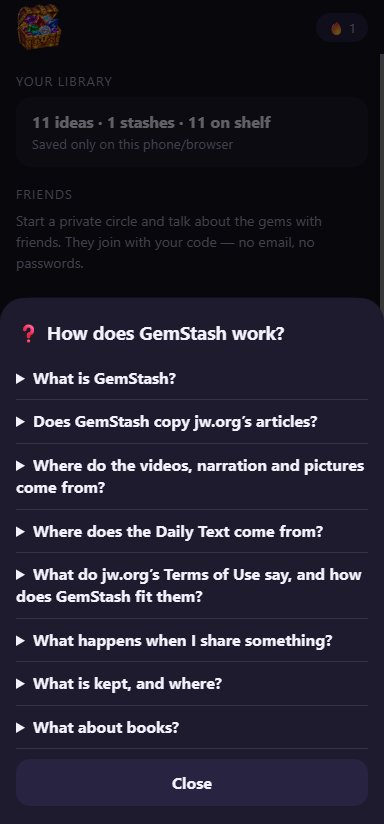 1
YOUR LIBRARY
11 ideas · 1 stashes · 11 on shelf
Saved only on this phone/browser
FRIENDS
Start a private circle and talk about the gems with
friends. They join with your code — no email, no
passwords.
❓ How does GemStash work?
▶ What is GemStash?
▶ Does GemStash copy jw.org’s articles?
▶ Where do the videos, narration and pictures
come from?
▶ Where does the Daily Text come from?
▶ What do jw.org’s Terms of Use say, and how
does GemStash fit them?
▶ What happens when I share something?
▶ What is kept, and where?
▶ What about books?
Close